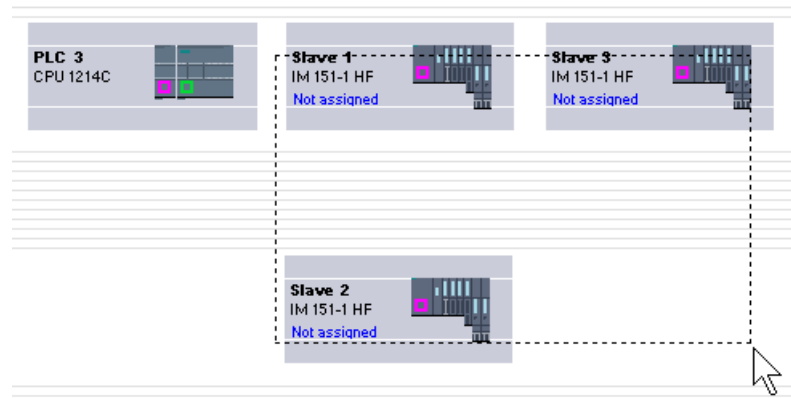 PLC 3
CPU 1214C
Slave 1
IM 151-1 HF
Not assigned
Slave 3
IM 151-1 HF
Not assigned
Slave 2
IM 151-1 HF
Not assigned